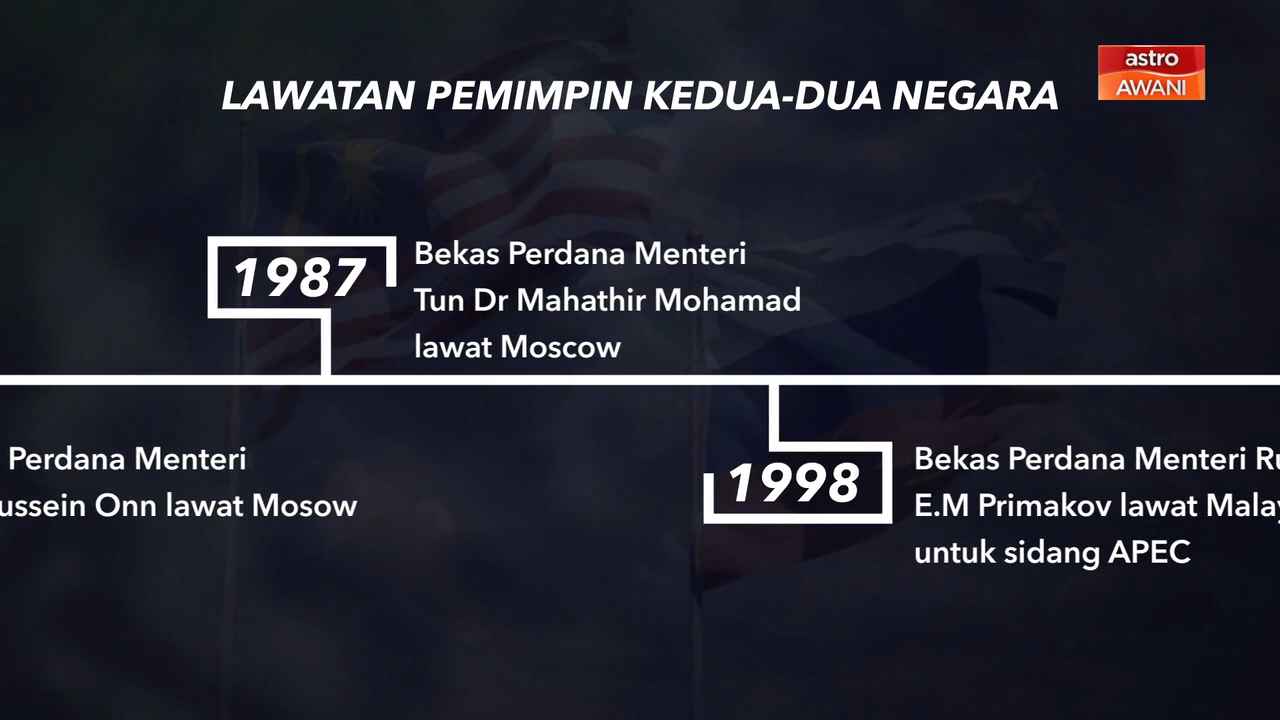 LAWATAN PEMIMPIN KEDUA-DUA NEGARA
astro
AWANI
1987
Bekas Perdana Menteri
Tun Dr Mahathir Mohamad
lawat Moscow
Perdana Menteri
ussein Onn lawat Mosow
1998
Bekas Perdana Menteri Ru
E.M Primakov lawat Malay
untuk sidang APEC